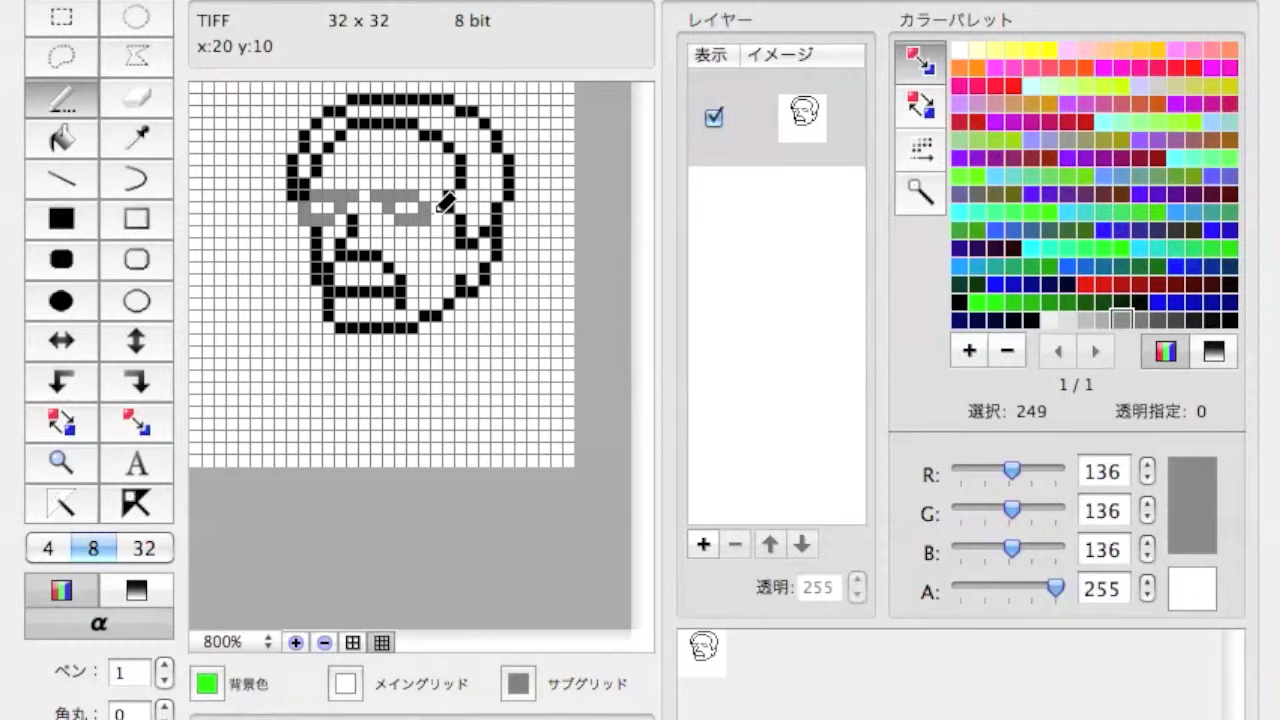 TIFF 32 x 32 8 bit
x:20 y:10
レイヤー
表示 イメージ
カラーパレット
1 / 1
選択: 249 透明指定: 0
R: 136
G: 136
B: 136
A: 255
透明: 255
A
4 8 32
α
ペン: 1
角丸: 0
800%
背景色 メイングリッド サブグリッド